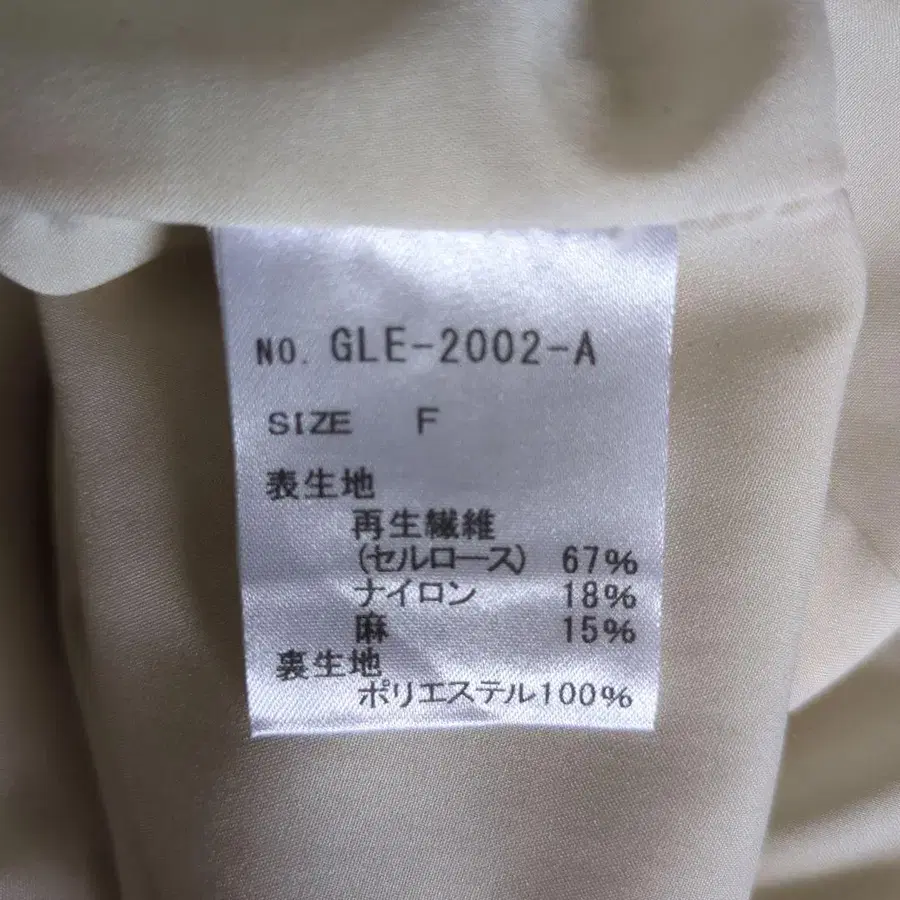 NO. GLE-2002-A
SIZE F
表生地
再生繊維
(セルロース) 67%
ナイロン 18%
麻 15%
裏生地
ポリエステル100%